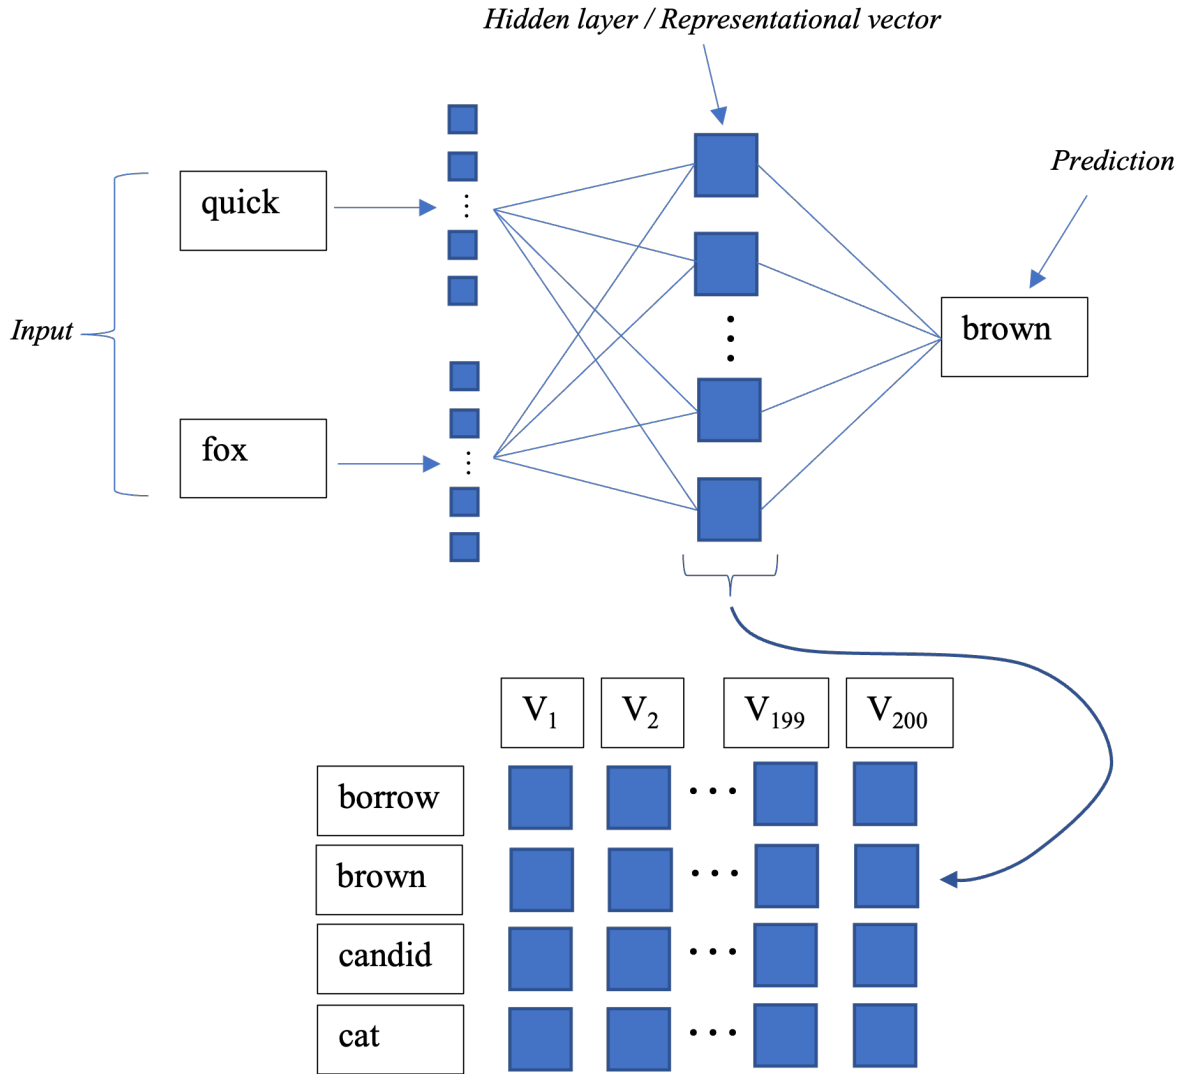 Hidden layer / Representational vector
Prediction
quick
Input
brown
fox
V₁ V₂ V₁₉₉ V₂₀₀
borrow
brown
candid
cat